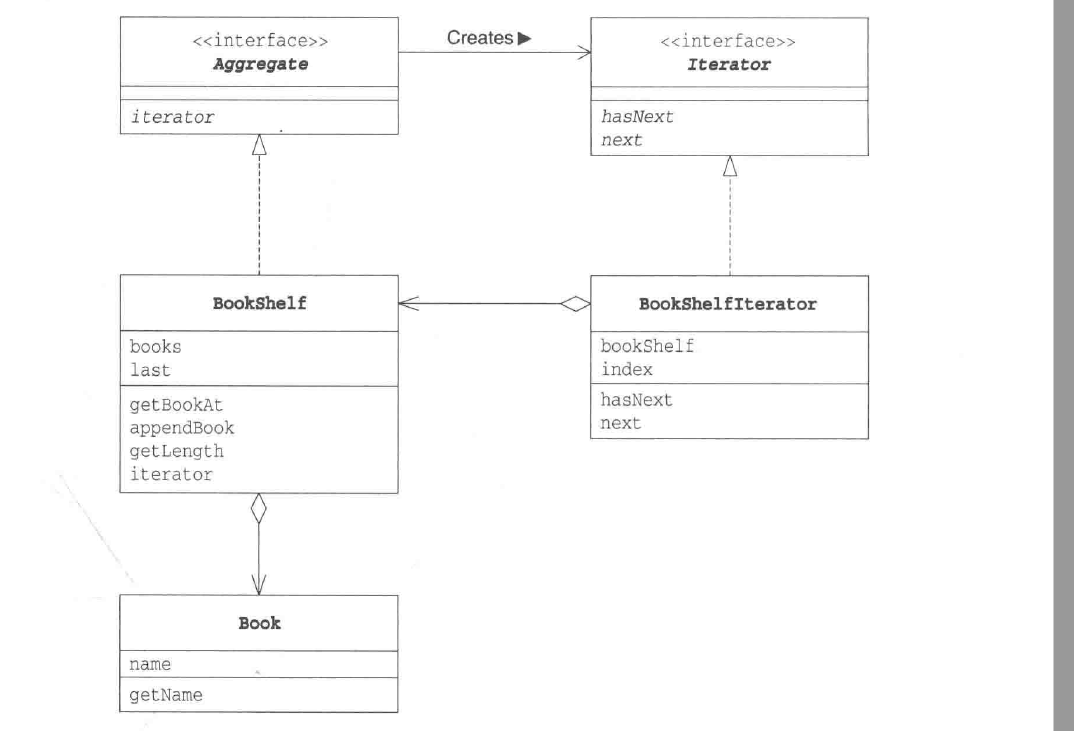 <<interface>>
Aggregate
iterator
Creates ▶
<<interface>>
Iterator
hasNext
next
BookShelf
books
last
getBookAt
appendBook
getLength
iterator
BookShelfIterator
bookShelf
index
hasNext
next
Book
name
getName